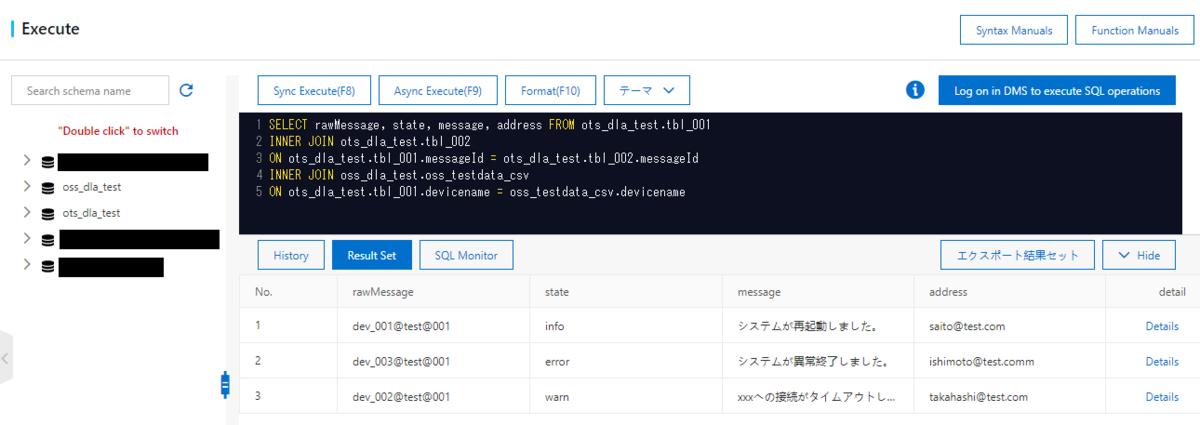 Execute
Syntax Manuals
Function Manuals
Search schema name
"Double click" to switch
oss_dla_test
ots_dla_test
Sync Execute(F8)
Async Execute(F9)
Format(F10)
テーマ
Log on in DMS to execute SQL operations
1 SELECT rawMessage, state, message, address FROM ots_dla_test.tbl_001
2 INNER JOIN ots_dla_test.tbl_002
3 ON ots_dla_test.tbl_001.messageId = ots_dla_test.tbl_002.messageId
4 INNER JOIN oss_dla_test.oss_testdata_csv
5 ON ots_dla_test.tbl_001.devicename = oss_testdata_csv.devicename
History
Result Set
SQL Monitor
エクスポート結果セット
Hide
No. rawMessage state message address detail
1 dev_001@test@001 info システムが再起動しました。 saito@test.com Details
2 dev_003@test@001 error システムが異常終了しました。 ishimoto@test.comm Details
3 dev_002@test@001 warn xxxへの接続がタイムアウトし... takahashi@test.com Details